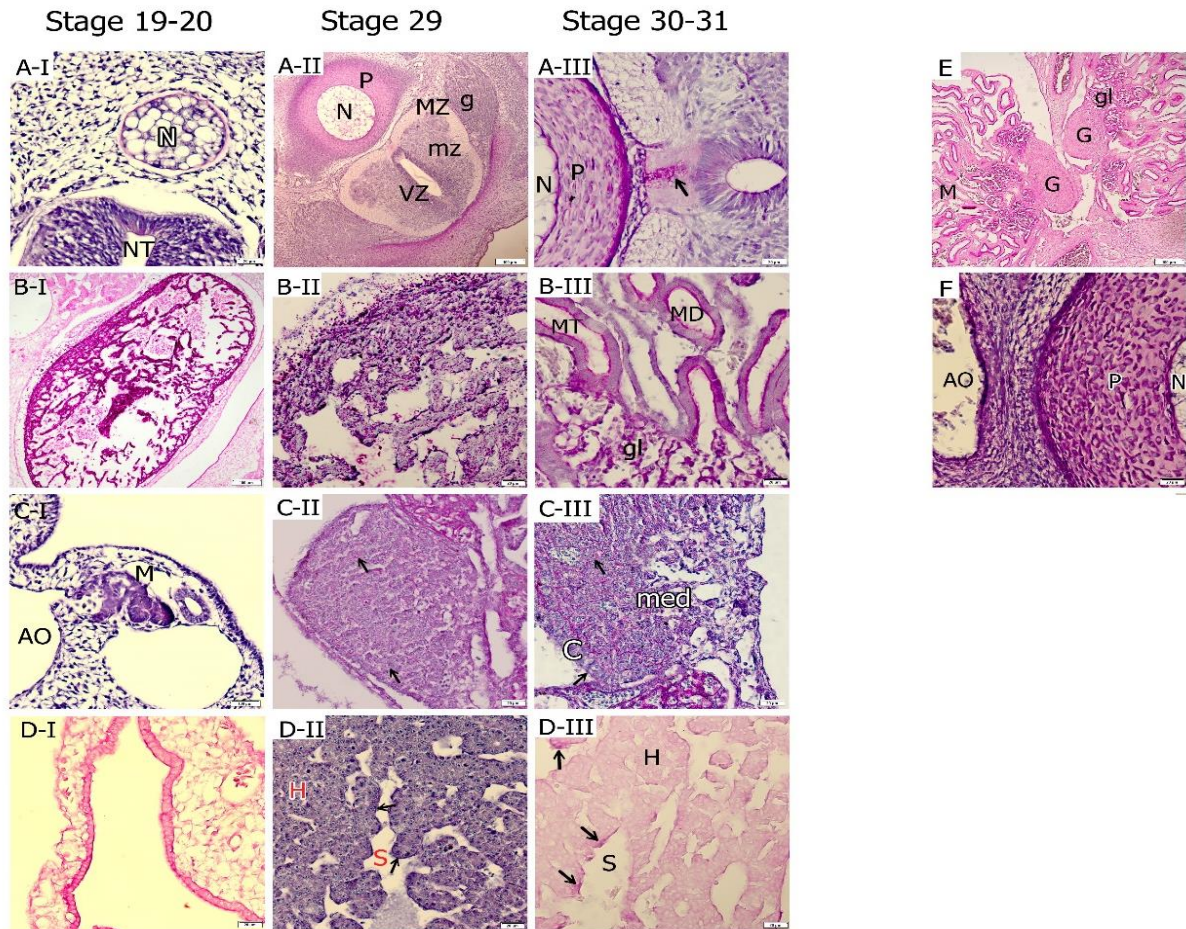 Stage 19-20 Stage 29 Stage 30-31
A-I
N
NT
A-II
P
N
MZ
g
mz
VZ
A-III
N
P
E
gl
G
G
M
B-I
B-II
B-III
MT
MD
gl
F
AO
P
N
C-I
M
AO
C-II
C-III
med
C
D-I
D-II
H
S
D-III
H
S